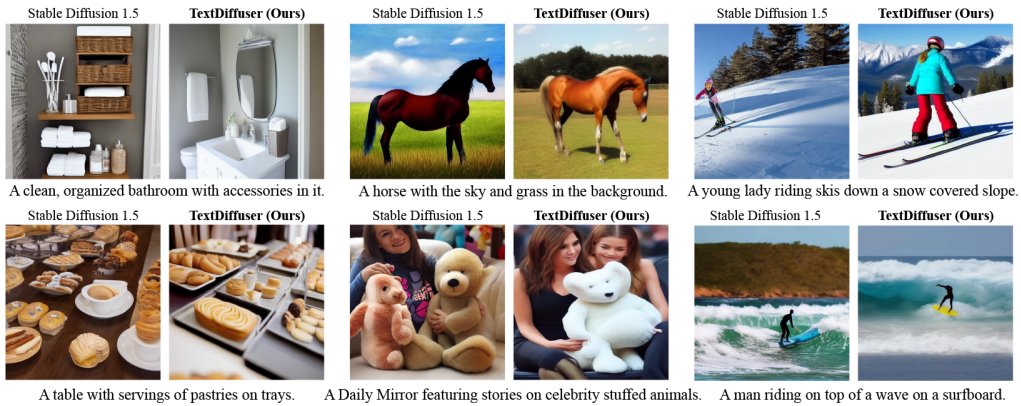 Stable Diffusion 1.5
TextDiffuser (Ours)
Stable Diffusion 1.5
TextDiffuser (Ours)
Stable Diffusion 1.5
TextDiffuser (Ours)
A clean, organized bathroom with accessories in it.
A horse with the sky and grass in the background.
A young lady riding skis down a snow covered slope.
Stable Diffusion 1.5
TextDiffuser (Ours)
Stable Diffusion 1.5
TextDiffuser (Ours)
Stable Diffusion 1.5
TextDiffuser (Ours)
A table with servings of pastries on trays.
A Daily Mirror featuring stories on celebrity stuffed animals.
A man riding on top of a wave on a surfboard.